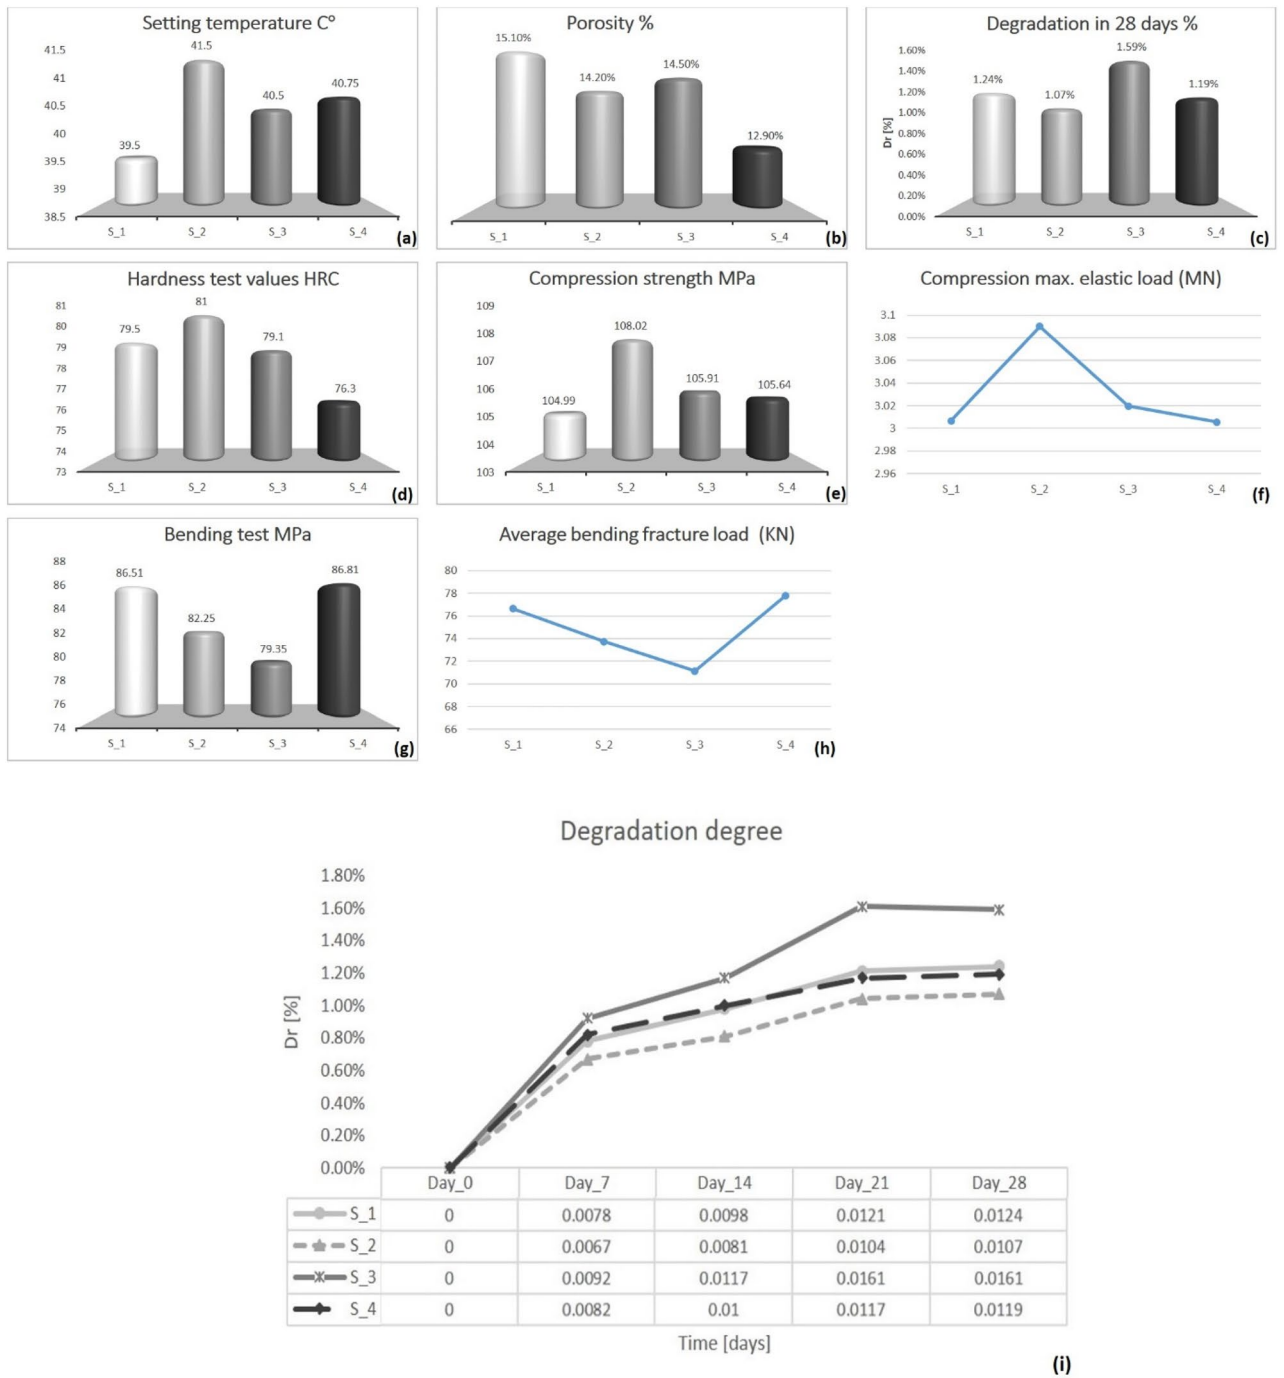 Setting temperature C°
41.5
41
40.5
40
39.5
39
38.5
39.5
41.5
40.5
40.75
S_1 S_2 S_3 S_4
(a)
Porosity %
15.10%
14.20%
14.50%
12.90%
S_1 S_2 S_3 S_4
(b)
Degradation in 28 days %
Dr [%]
1.60%
1.40%
1.20%
1.00%
0.80%
0.60%
0.40%
0.20%
0.00%
1.24%
1.07%
1.59%
1.19%
S_1 S_2 S_3 S_4
(c)
Hardness test values HRC
81
80
79
78
77
76
75
74
73
79.5
81
79.1
76.3
S_1 S_2 S_3 S_4
(d)
Compression strength MPa
109
108
107
106
105
104
103
104.99
108.02
105.91
105.64
S_1 S_2 S_3 S_4
(e)
Compression max. elastic load (MN)
3.1
3.08
3.06
3.04
3.02
3
2.98
2.96
S_1 S_2 S_3 S_4
(f)
Bending test MPa
88
86
84
82
80
78
76
74
86.51
82.25
79.35
86.81
S_1 S_2 S_3 S_4
(g)
Average bending fracture load (KN)
80
78
76
74
72
70
68
66
S_1 S_2 S_3 S_4
(h)
Degradation degree
Dr [%]
1.80%
1.60%
1.40%
1.20%
1.00%
0.80%
0.60%
0.40%
0.20%
0.00%
Day_0 Day_7 Day_14 Day_21 Day_28
S_1 0 0.0078 0.0098 0.0121 0.0124
S_2 0 0.0067 0.0081 0.0104 0.0107
S_3 0 0.0092 0.0117 0.0161 0.0161
S_4 0 0.0082 0.01 0.0117 0.0119
Time [days]
(i)